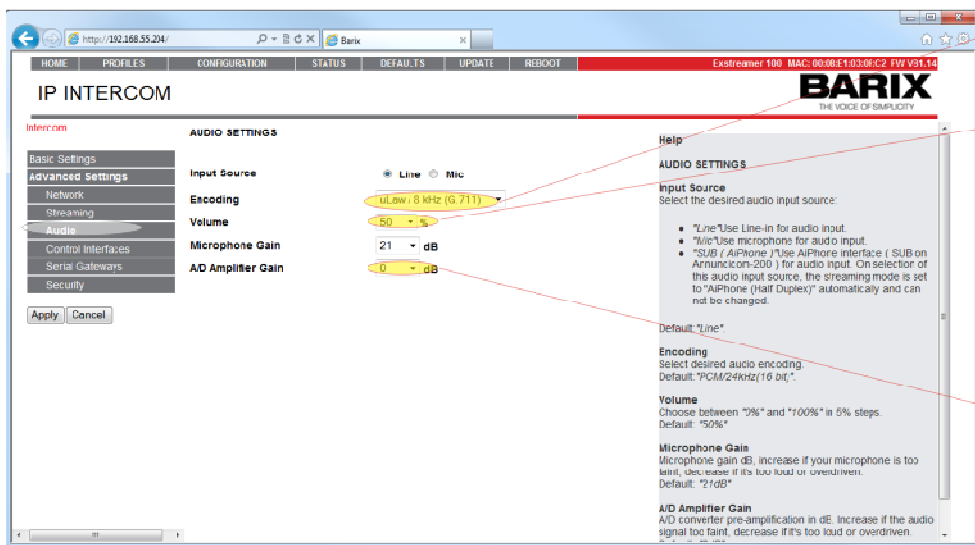 http://192.168.55.204/
Barix
HOME PROFILES CONFIGURATION STATUS DEFAULTS UPDATE REBOOT
Exstreamer 100 MAC: 00:08:E1:03:0F:C2 FW V91.14
IP INTERCOM
BARIX
THE VOICE OF SIMPLICITY
Intercom
Basic Settings
Advanced Settings
Network
Streaming
Audio
Control Interfaces
Serial Gateways
Security
Apply Cancel
AUDIO SETTINGS
Input Source Line Mic
Encoding uLaw / 8 kHz (G.711)
Volume 50 %
Microphone Gain 21 dB
A/D Amplifier Gain 0 dB
Help
AUDIO SETTINGS
Input Source
Select the desired audio input source:
"Line"Use Line-in for audio input.
"Mic"Use microphone for audio input.
"SUB ( AiPhone )"Use AiPhone interface ( SUB on
Annuncicom-200 ) for audio input. On selection of
this audio input source, the streaming mode is set
to "AiPhone (Half Duplex)" automatically and can
not be changed.
Default:"Line".
Encoding
Select desired audio encoding.
Default:"PCM/24kHz(16 bit)".
Volume
Choose between "0%" and "100%" in 5% steps.
Default: "50%"
Microphone Gain
Microphone gain dB, increase if your microphone is too
faint, decrease if it's too loud or overdriven.
Default: "21dB"
A/D Amplifier Gain
A/D converter pre-amplification in dB. Increase if the audio
signal too faint, decrease if it's too loud or overdriven.